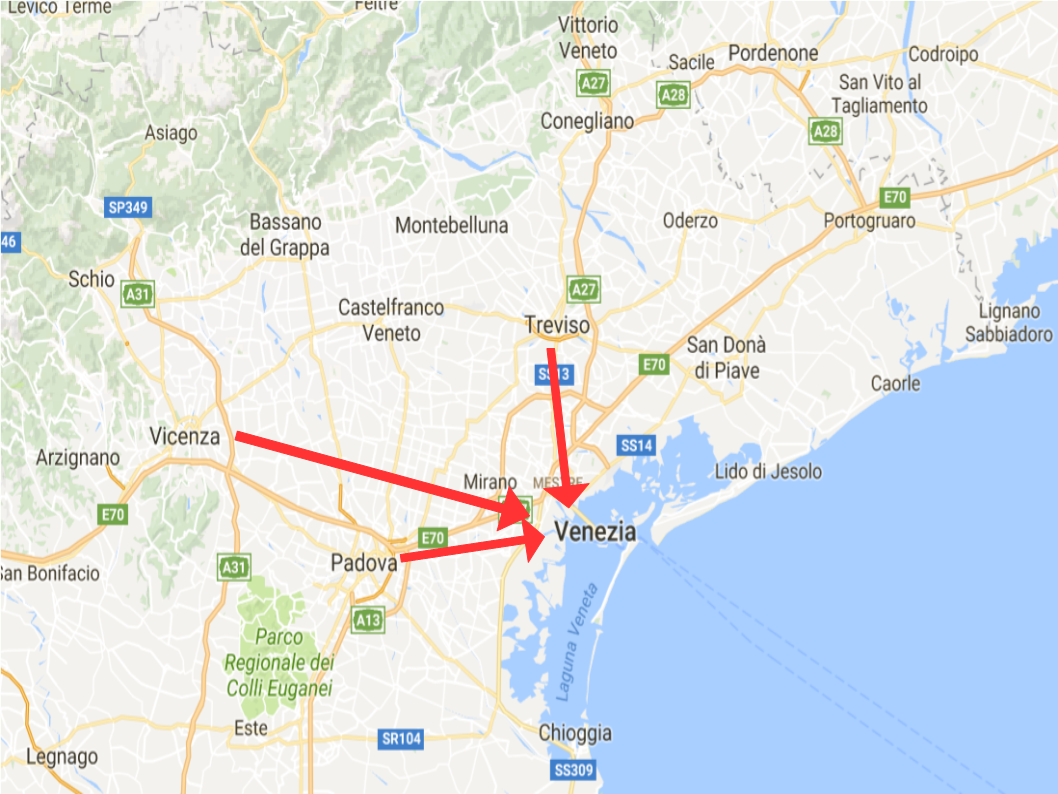 Levico Terme
Feltre
Vittorio
Veneto
Sacile
Pordenone
Codroipo
A27
A28
San Vito al
Tagliamento
Asiago
Conegliano
A28
SP349
E70
46
Bassano
del Grappa
Montebelluna
Oderzo
Portogruaro
Schio
A31
A27
Castelfranco
Veneto
Treviso
Lignano
Sabbiadoro
San Donà
di Piave
E70
SS13
Caorle
Vicenza
SS14
Arzignano
Mirano
MESTRE
Lido di Jesolo
E70
Venezia
E70
Padova
San Bonifacio
A31
A13
Parco
Regionale dei
Colli Euganei
Laguna Veneta
Este
SR104
Chioggia
Legnago
SS309